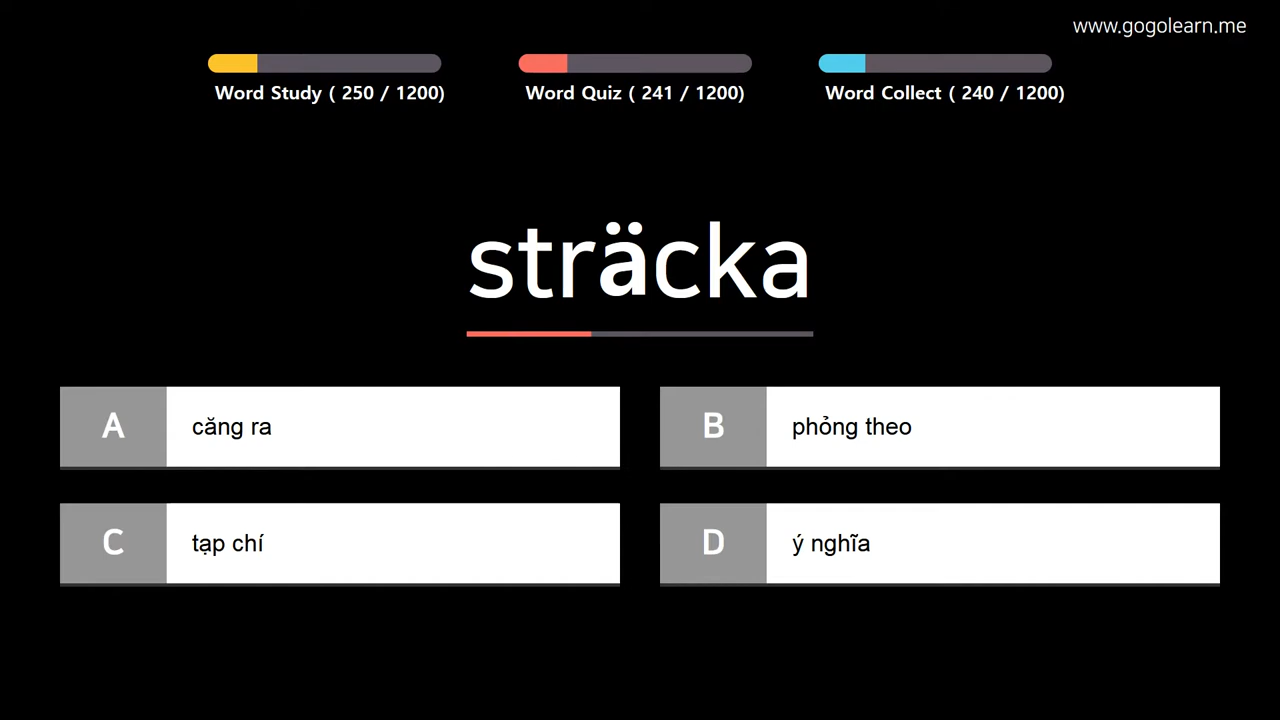 www.gogolearn.me
Word Study ( 250 / 1200)
Word Quiz ( 241 / 1200)
Word Collect ( 240 / 1200)
sträcka
A căng ra
B phỏng theo
C tạp chí
D ý nghĩa